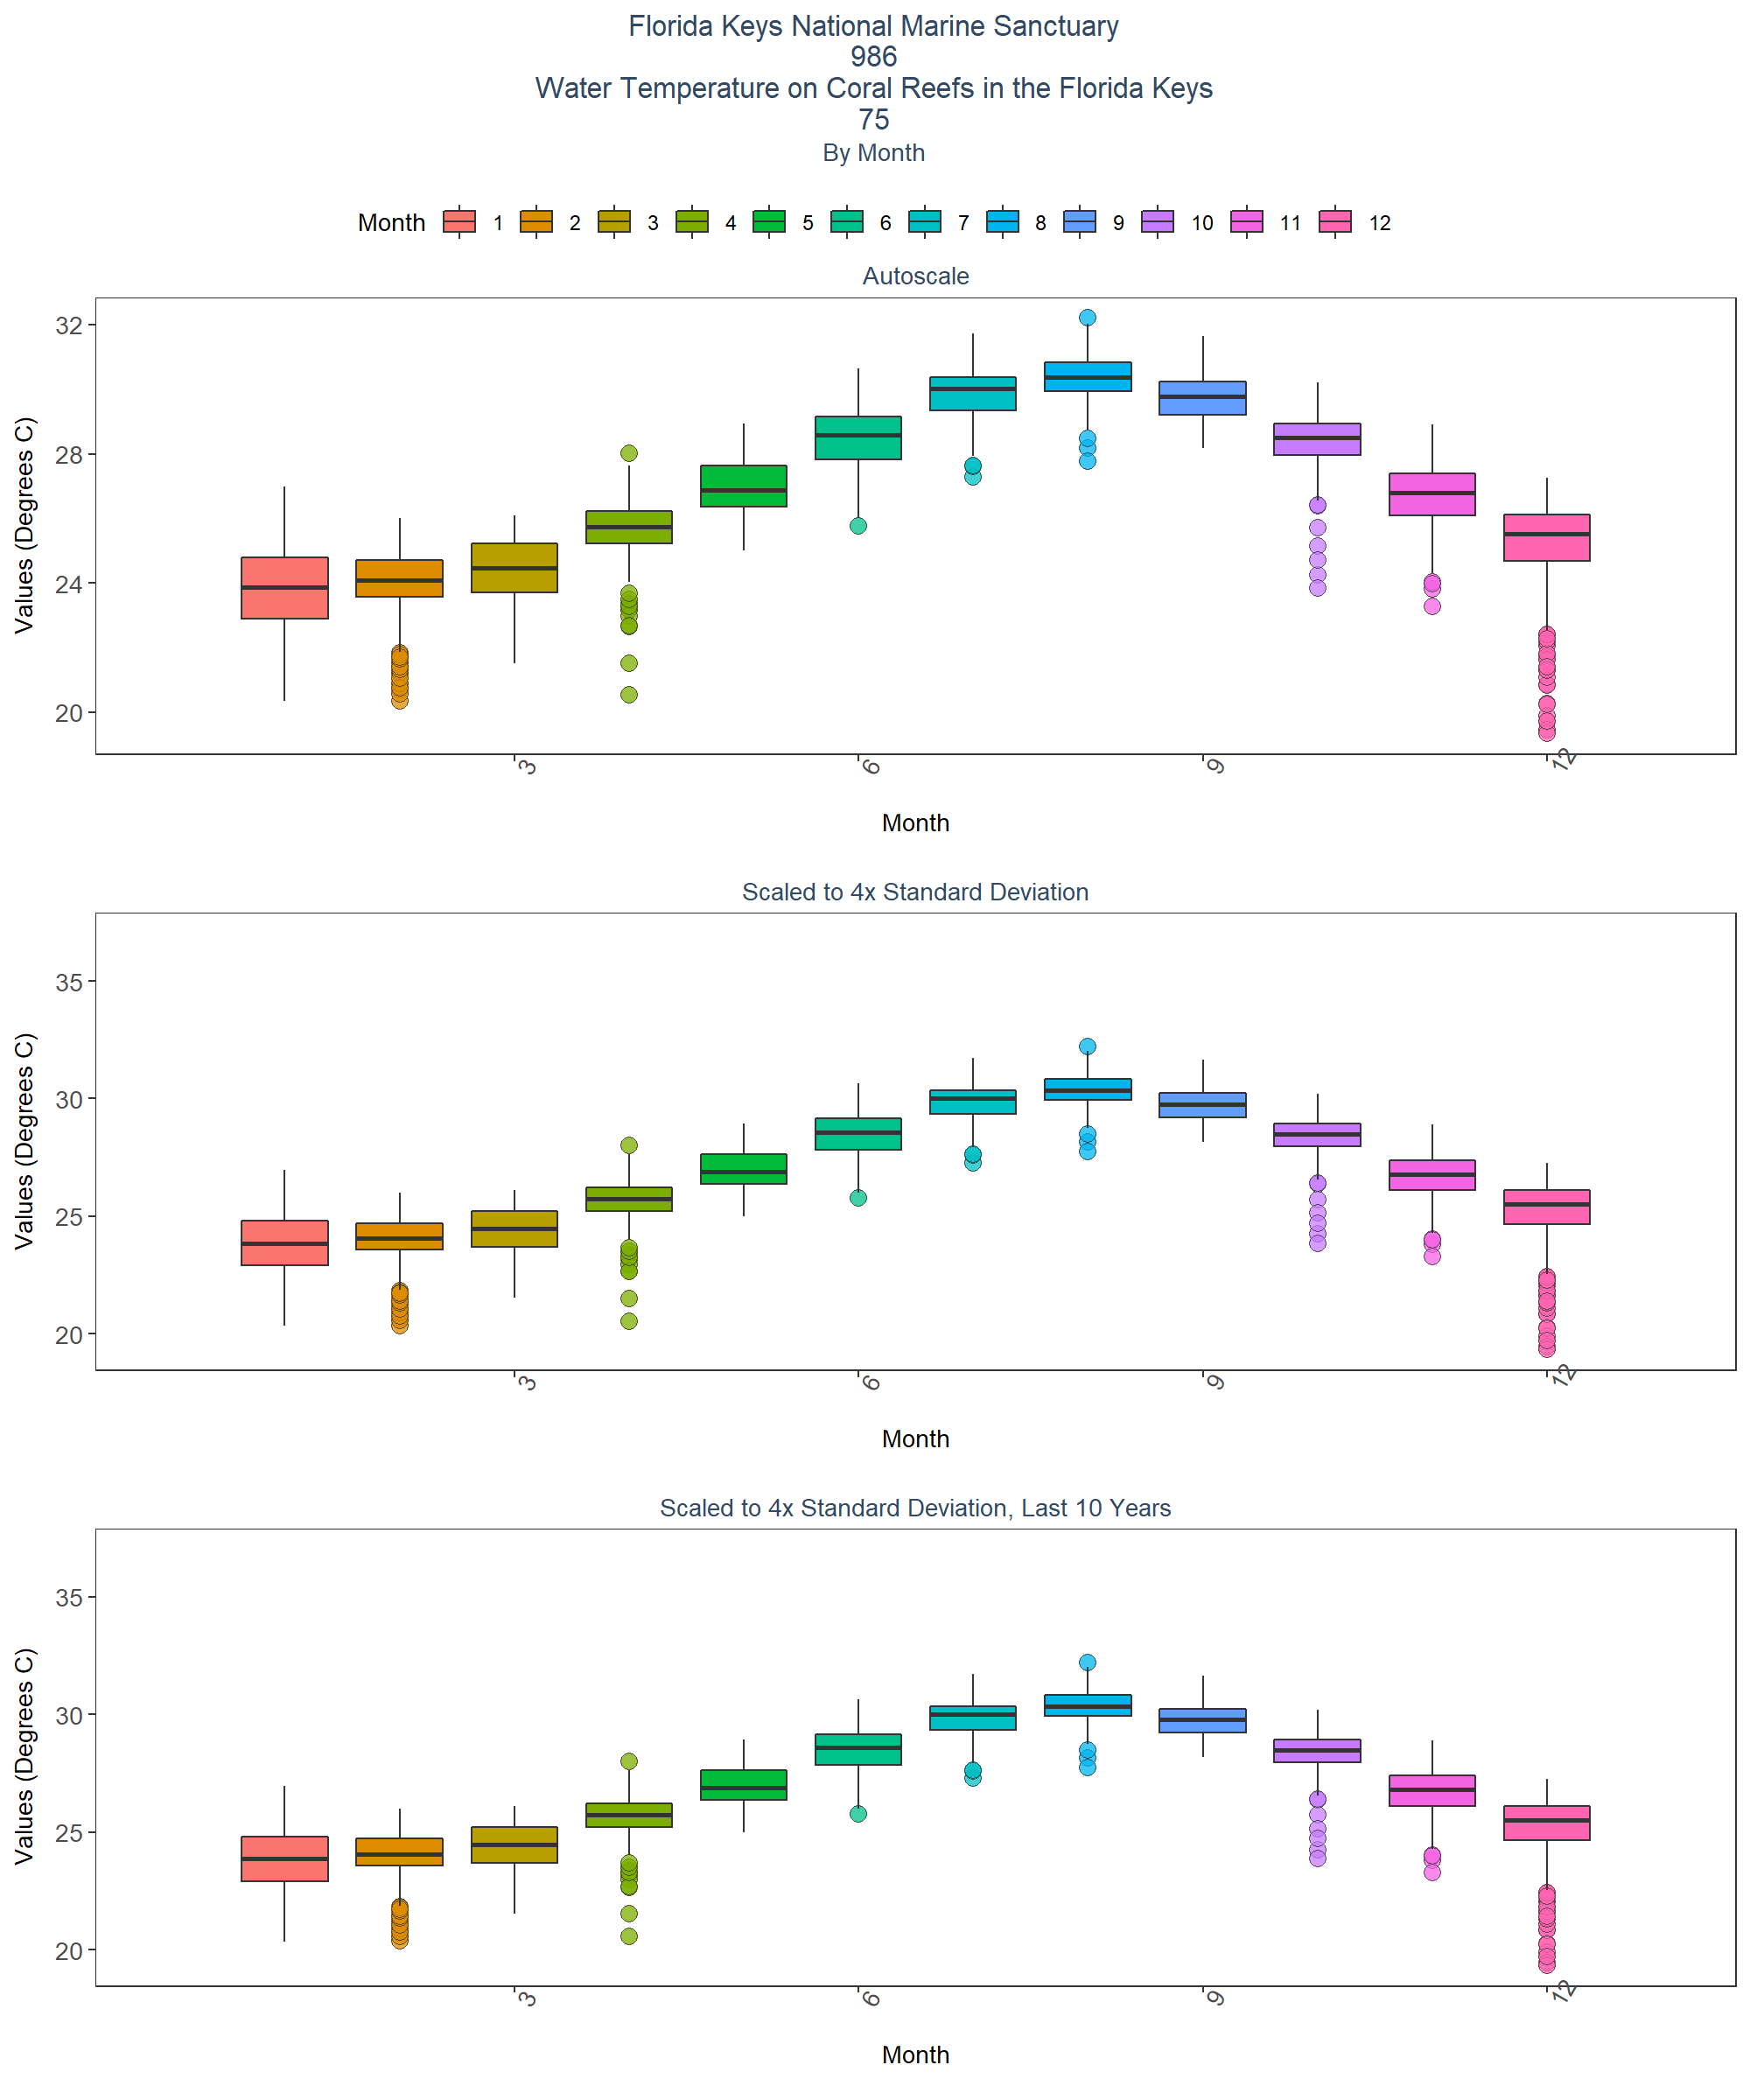 Florida Keys National Marine Sanctuary
986
Water Temperature on Coral Reefs in the Florida Keys
75
By Month
Month 1 2 3 4 5 6 7 8 9 10 11 12
Autoscale
32
28
24
20
Values (Degrees C)
3 6 9 12
Month
Scaled to 4x Standard Deviation
35
30
25
20
Values (Degrees C)
3 6 9 12
Month
Scaled to 4x Standard Deviation, Last 10 Years
35
30
25
20
Values (Degrees C)
3 6 9 12
Month